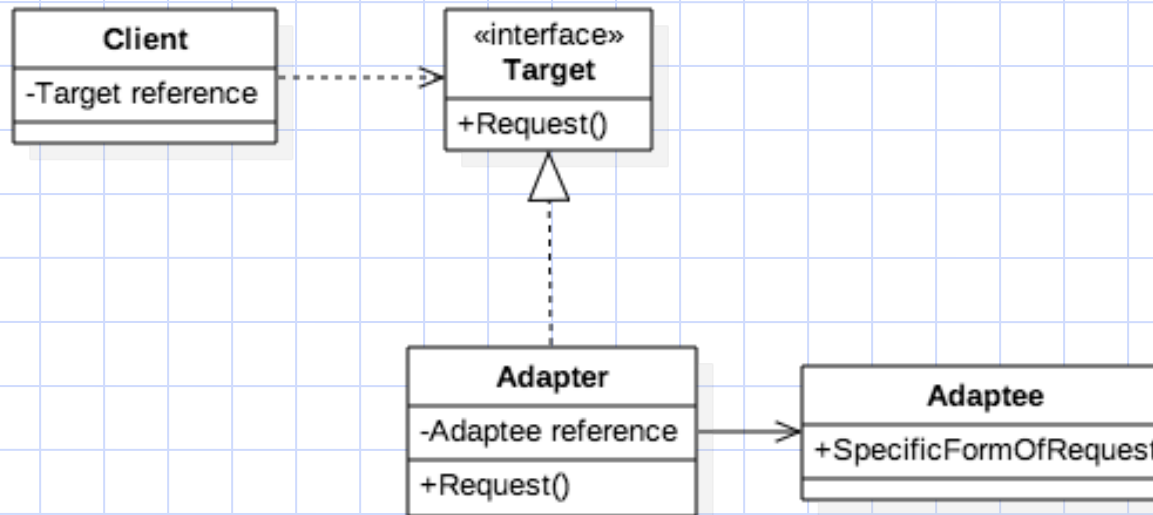 Client
-Target reference
«interface»
Target
+Request()
Adapter
-Adaptee reference
+Request()
Adaptee
+SpecificFormOfRequest